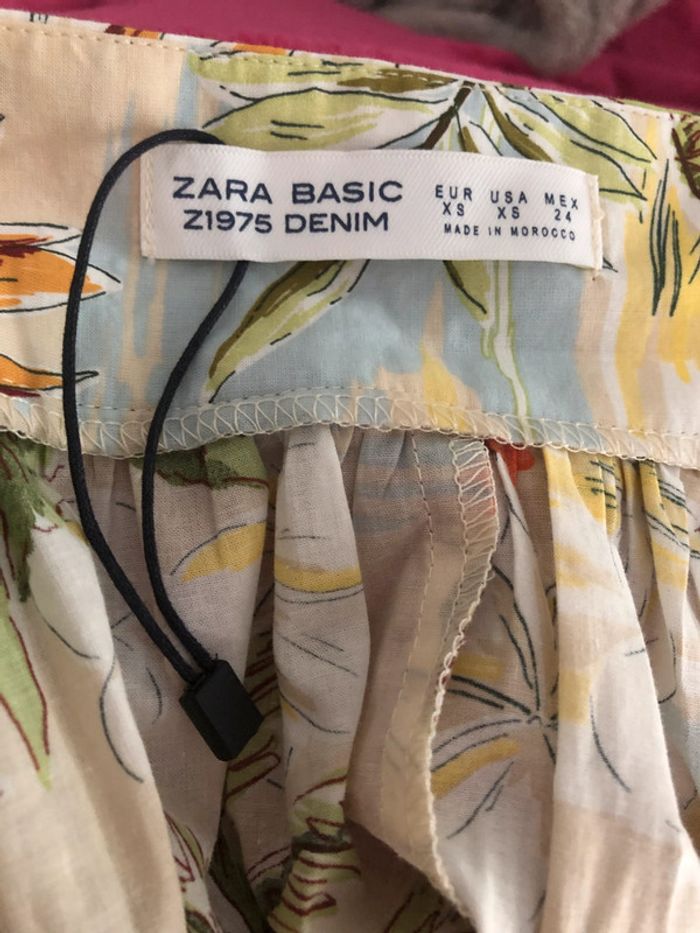 ZARA BASIC
Z1975 DENIM
EUR USA MEX
XS XS 24
MADE IN MOROCCO